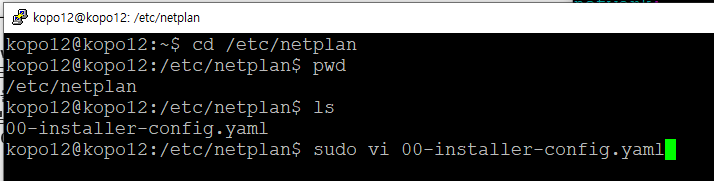 kopo12@kopo12: /etc/netplan
kopo12@kopo12:~$ cd /etc/netplan
kopo12@kopo12:/etc/netplan$ pwd
/etc/netplan
kopo12@kopo12:/etc/netplan$ ls
00-installer-config.yaml
kopo12@kopo12:/etc/netplan$ sudo vi 00-installer-config.yaml